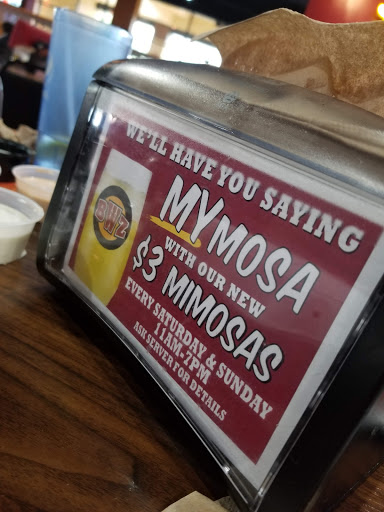 WE'LL HAVE YOU SAYING
MYMOSA
WITH OUR NEW
$3 MIMOSAS
EVERY SATURDAY & SUNDAY
11AM-7PM
ASK SERVER FOR DETAILS